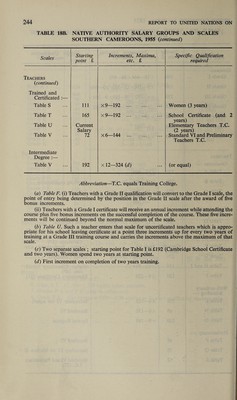 244 REPORT TO UNITED NATIONS ON
TABLE 18B. NATIVE AUTHORITY SALARY GROUPS AND SCALES
SOUTHERN CAMEROONS, 1955 (continued)
Scales Starting point £ Increments, Maxima, etc. £ Specific Qualification required
TEACHERS
(continued)
Trained and
Certificated :—
Table S ... 111 ×9—192 ... Women (3 years)
Table T ... 165 ×9—192 ... School Certificate (and 2 years)
Table U ... Current Salary Elementary Teachers T.C. (2 years)
Table V ... 72 ×6—144 ... Standard VI and Preliminary Teachers T.C.
Intermediate
Degree :—
Table V ... 192 ×12—324 (d) ... (or equal)
Abbreviation—T.C. equals Training College.
(a) Table F. (i) Teachers with a Grade II qualification will convert to the Grade I scale, the
point of entry being determined by the position in the Grade II scale after the award of five
bonus increments.
(ii) Teachers with a Grade I certificate will receive an annual increment while attending the
course plus five bonus increments on the successful completion of the course. These five incre-
ments will be continued beyond the normal maximum of the scale.
(b) Table U. Such a teacher enters that scale for uncertificated teachers which is appro-
priate for his school leaving certificate at a point three increments up for every two years of
training at a Grade III training course and carries the increments above the maximum of that
scale.
(c) Two separate scales ; starting point for Table I is £192 (Cambridge School Certificate
and two years). Women spend two years at starting point.
(d) First increment on completion of two years training.